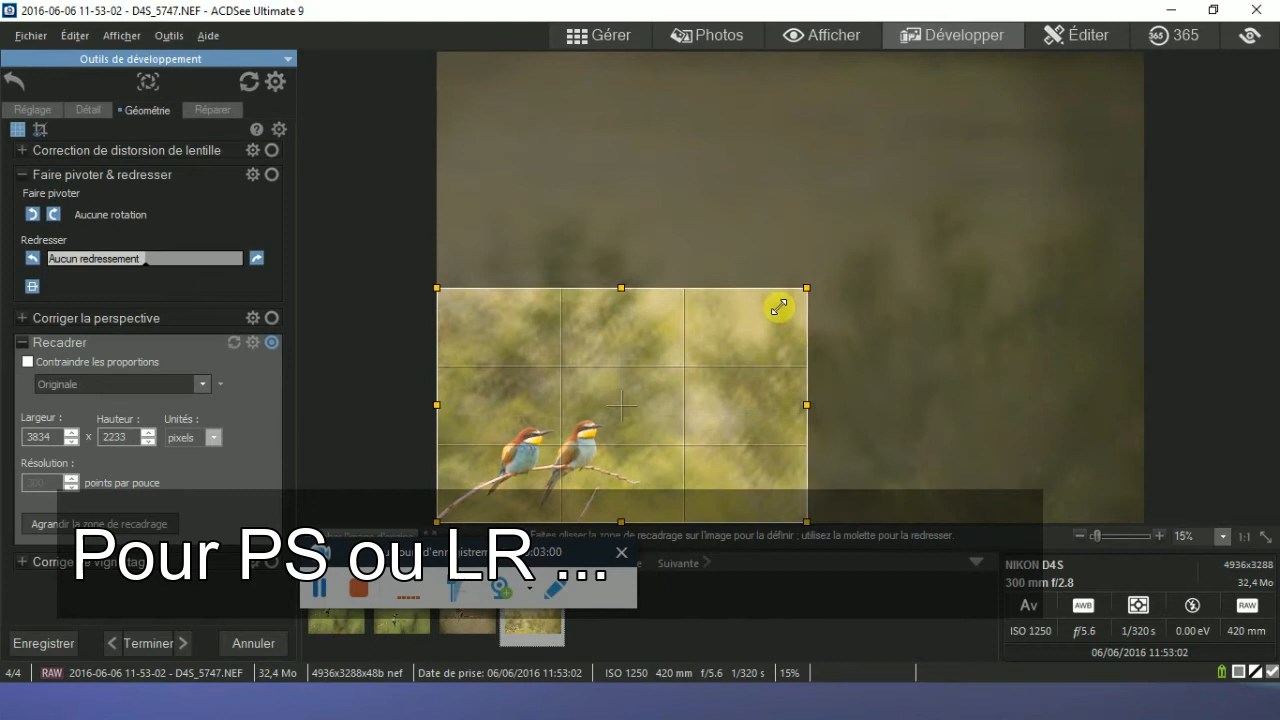 2016-06-06 11-53-02 - D4S_5747.NEF - ACDSee Ultimate 9
Fichier Éditer Afficher Outils Aide
Gérer Photos Afficher Développer Éditer 365
Outils de développement
Réglage Détail Géométrie Réparer
Correction de distorsion de lentille
Faire pivoter & redresser
Faire pivoter
Aucune rotation
Redresser
Aucun redressement
Corriger la perspective
Recadrer
Contraindre les proportions
Originale
Largeur : Hauteur : Unités :
3834 x 2233 pixels
Résolution :
300 points par pouce
Agrandir la zone de recadrage
Faites glisser la zone de recadrage sur l'image pour la définir ; utilisez la molette pour la redresser.
15% 1:1
Pour PS ou LR ...
d'enregistrem 03:00
Suivante
NIKON D4S 4936x3288
300 mm f/2.8 32,4 Mo
Av AWB RAW
ISO 1250 f/5.6 1/320 s 0.00 eV 420 mm
06/06/2016 11:53:02
Enregistrer Terminer Annuler
4/4 RAW 2016-06-06 11-53-02 - D4S_5747.NEF 32,4 Mo 4936x3288x48b nef Date de prise: 06/06/2016 11:53:02 ISO 1250 420 mm f/5.6 1/320 s 15%